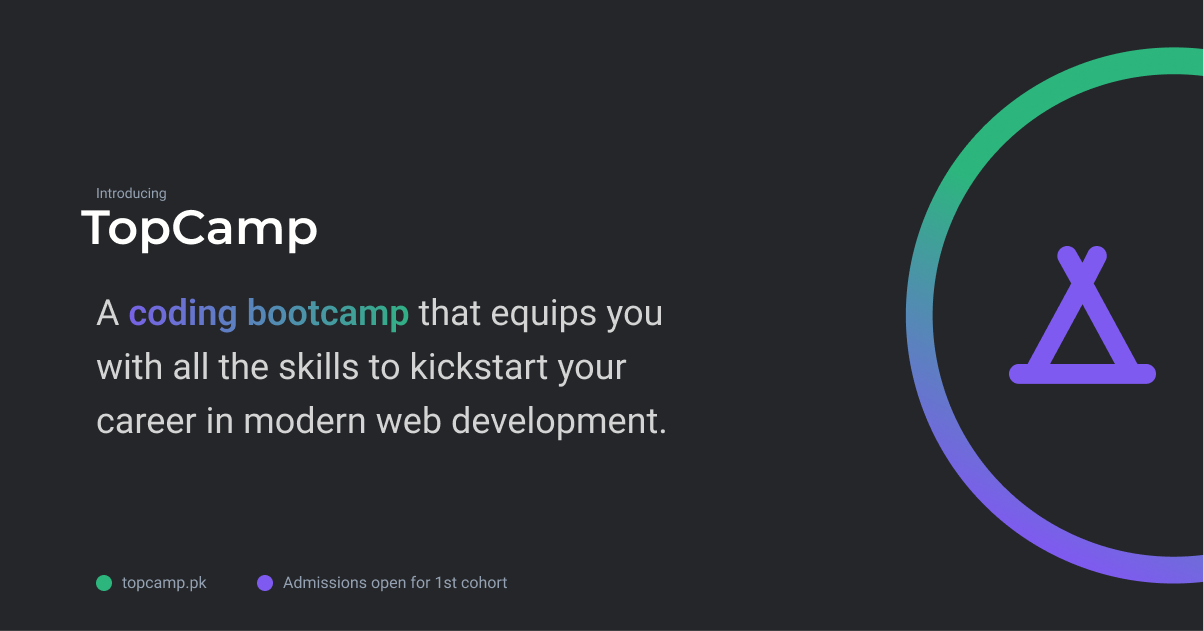 Introducing
TopCamp
A coding bootcamp that equips you
with all the skills to kickstart your
career in modern web development.
topcamp.pk
Admissions open for 1st cohort